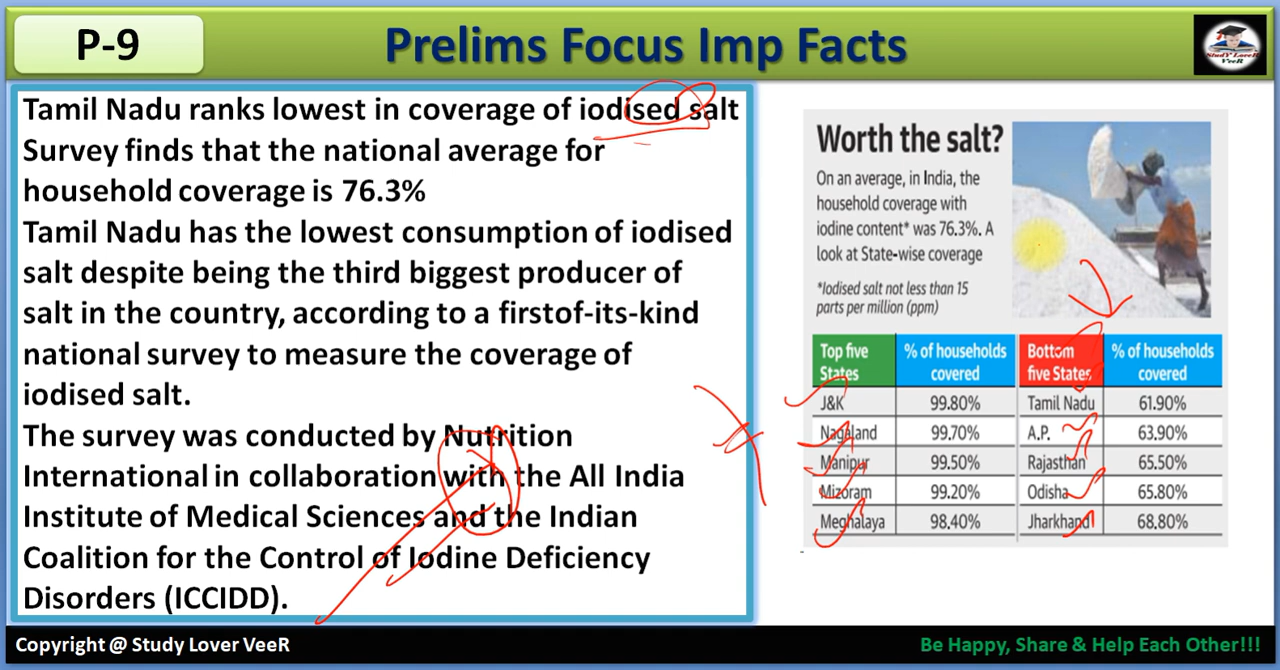 P-9
Prelims Focus Imp Facts
StudY LoveR
VeeR
Tamil Nadu ranks lowest in coverage of iodised salt
Survey finds that the national average for
household coverage is 76.3%
Tamil Nadu has the lowest consumption of iodised
salt despite being the third biggest producer of
salt in the country, according to a firstof-its-kind
national survey to measure the coverage of
iodised salt.
The survey was conducted by Nutrition
International in collaboration with the All India
Institute of Medical Sciences and the Indian
Coalition for the Control of Iodine Deficiency
Disorders (ICCIDD).
Worth the salt?
On an average, in India, the
household coverage with
iodine content* was 76.3%. A
look at State-wise coverage
*Iodised salt not less than 15
parts per million (ppm)
Top five States % of households covered Bottom five States % of households covered
J&K 99.80% Tamil Nadu 61.90%
Nagaland 99.70% A.P. 63.90%
Manipur 99.50% Rajasthan 65.50%
Mizoram 99.20% Odisha 65.80%
Meghalaya 98.40% Jharkhand 68.80%
Copyright @ Study Lover VeeR
Be Happy, Share & Help Each Other!!!